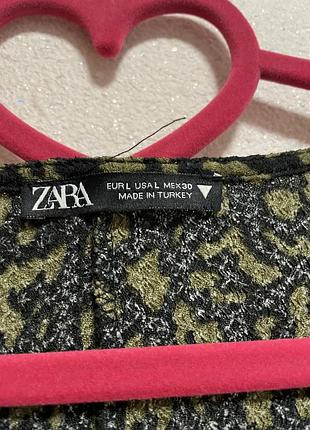 ZARA
EUR L USA L MEX 30
MADE IN TURKEY